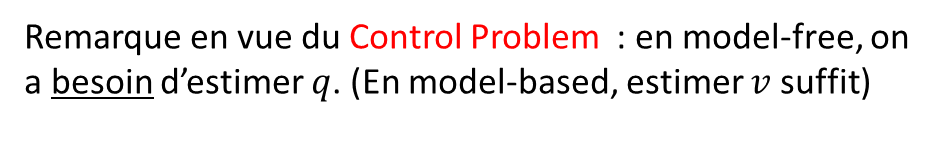 Remarque en vue du Control Problem : en model-free, on
a besoin d'estimer q. (En model-based, estimer v suffit)